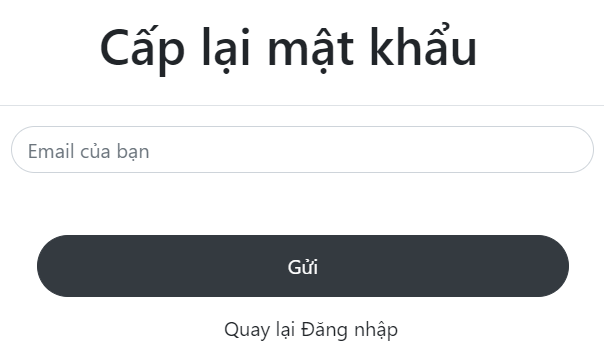 Cấp lại mật khẩu
Email của bạn
Gửi
Quay lại Đăng nhập